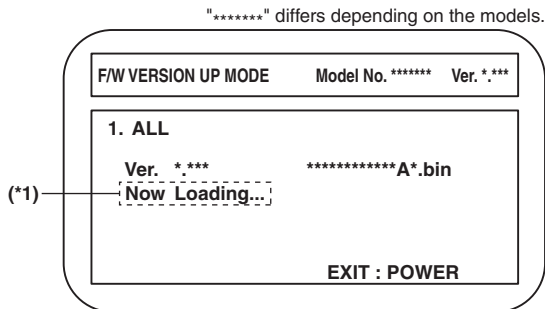 "*******" differs depending on the models.
F/W VERSION UP MODE Model No. ******* Ver. *.***
1. ALL
Ver. *.*** ************A*.bin
(*1) Now Loading...
EXIT : POWER